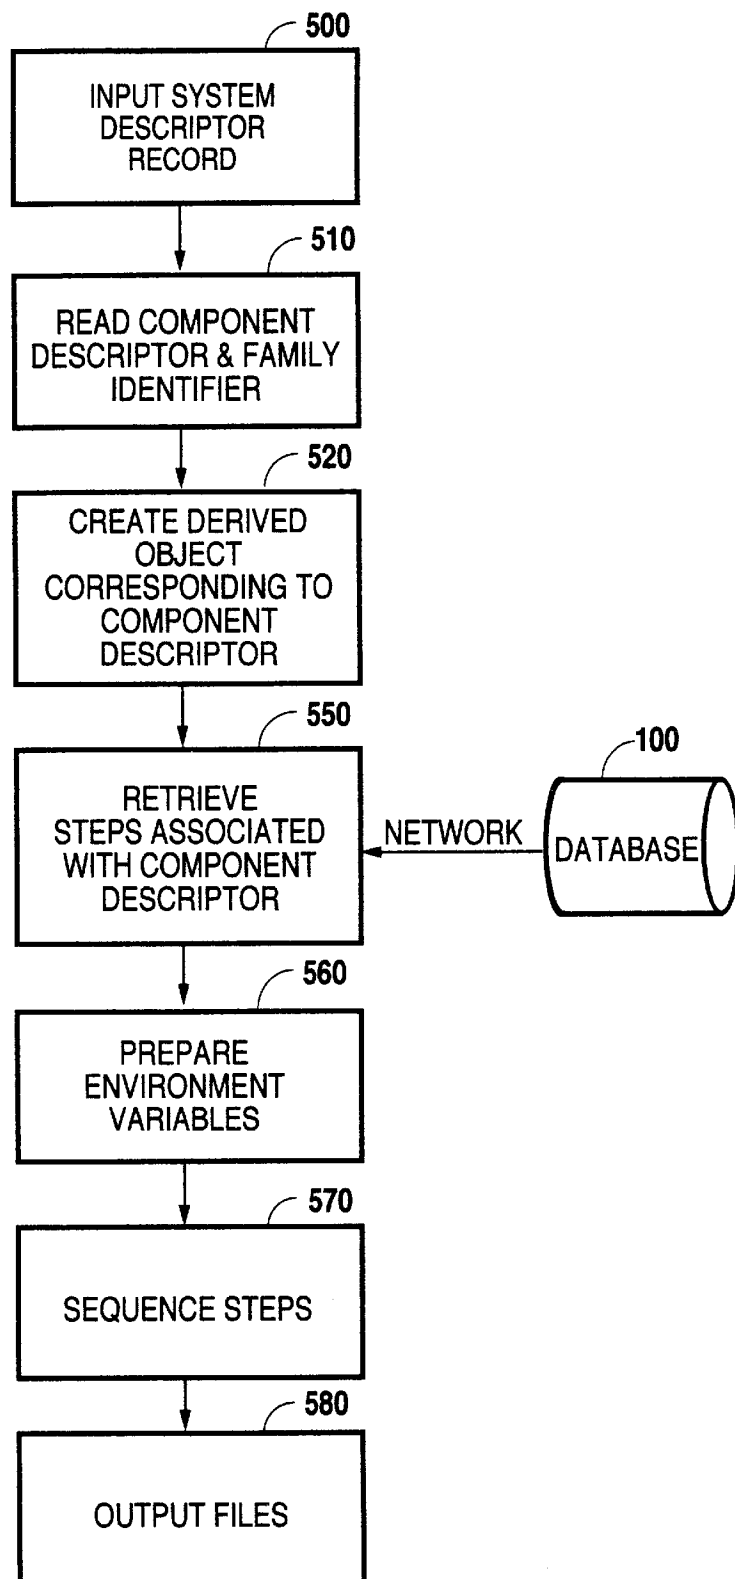 500
INPUT SYSTEM
DESCRIPTOR
RECORD
510
READ COMPONENT
DESCRIPTOR & FAMILY
IDENTIFIER
520
CREATE DERIVED
OBJECT
CORRESPONDING TO
COMPONENT
DESCRIPTOR
550
RETRIEVE
STEPS ASSOCIATED
WITH COMPONENT
DESCRIPTOR
NETWORK
100
DATABASE
560
PREPARE
ENVIRONMENT
VARIABLES
570
SEQUENCE STEPS
580
OUTPUT FILES